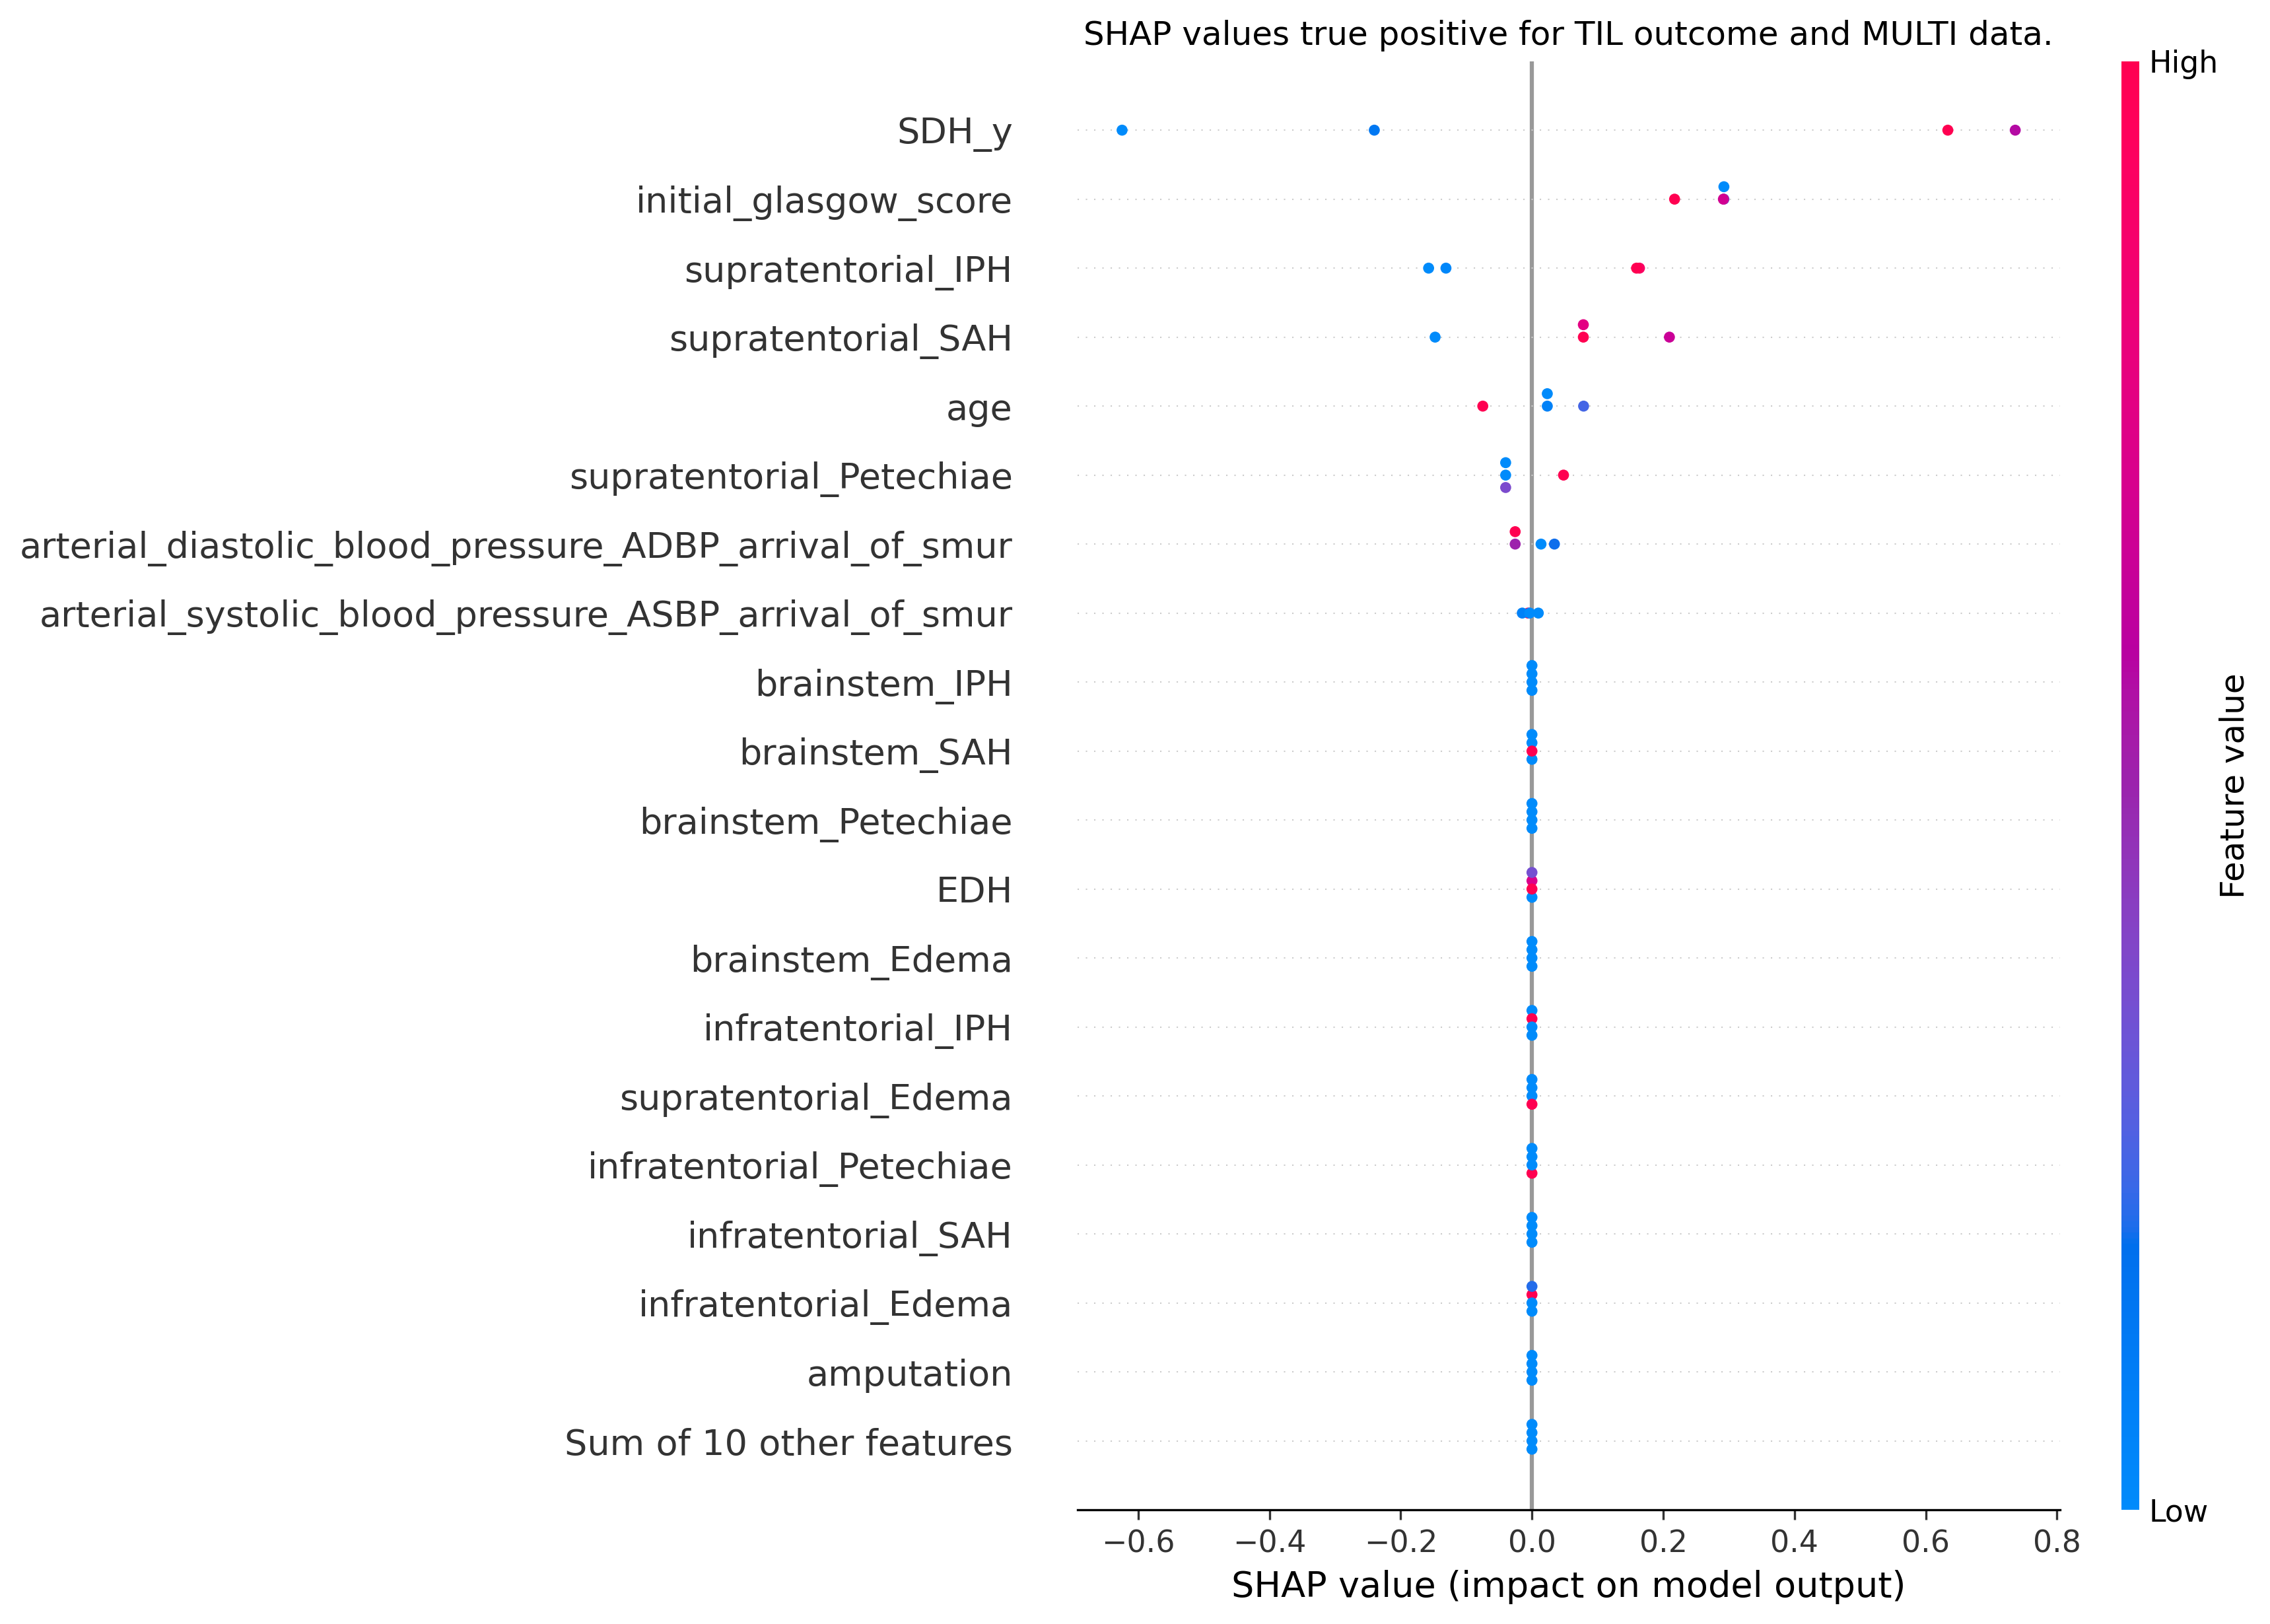 SHAP values true positive for TIL outcome and MULTI data.
High
SDH_y
initial_glasgow_score
supratentorial_IPH
supratentorial_SAH
age
supratentorial_Petechiae
arterial_diastolic_blood_pressure_ADBP_arrival_of_smur
arterial_systolic_blood_pressure_ASBP_arrival_of_smur
brainstem_IPH
brainstem_SAH
brainstem_Petechiae
EDH
brainstem_Edema
infratentorial_IPH
supratentorial_Edema
infratentorial_Petechiae
infratentorial_SAH
infratentorial_Edema
amputation
Sum of 10 other features
Feature value
Low
−0.6 −0.4 −0.2 0.0 0.2 0.4 0.6 0.8
SHAP value (impact on model output)